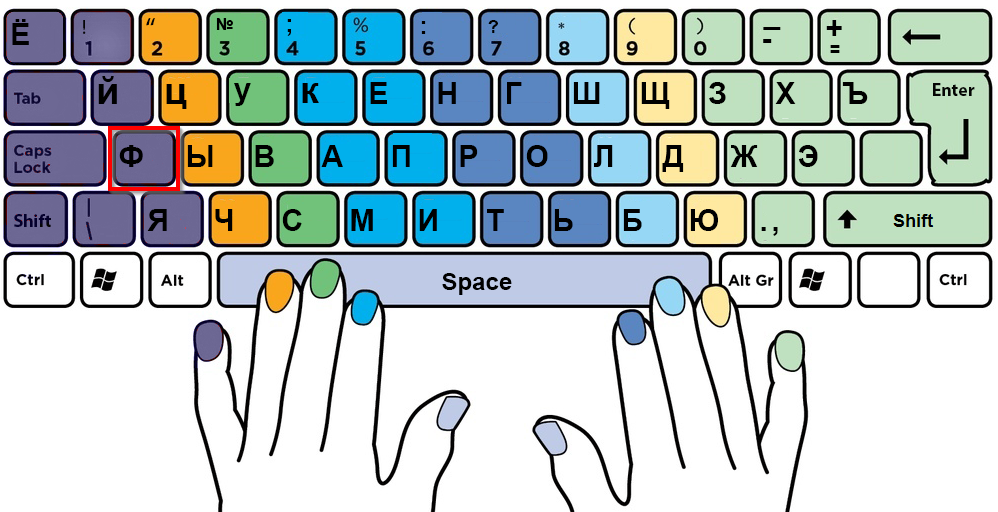 Ё ! 1 “ 2 № 3 ; 4 % 5 : 6 ? 7 * 8 ( 9 ) 0 — - + =
Tab Й Ц У К Е Н Г Ш Щ З Х Ъ Enter
Caps Lock Ф Ы В А П Р О Л Д Ж Э
Shift | \ Я Ч С М И Т Ь Б Ю . , Shift
Ctrl Alt Space Alt Gr Ctrl